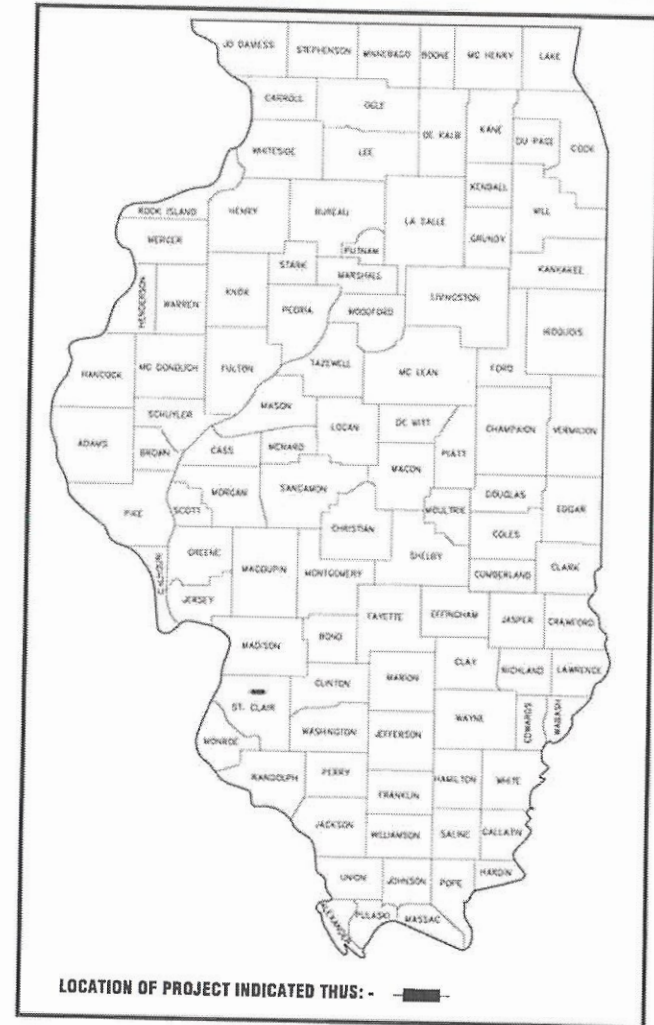 JO DAVIESS STEPHENSON WINNEBAGO BOONE MC HENRY LAKE
CARROLL OGLE DE KALB KANE DU PAGE COOK
WHITESIDE LEE
KENDALL WILL
ROCK ISLAND HENRY BUREAU LA SALLE GRUNDY
MERCER PUTNAM KANKAKEE
STARK MARSHALL
HENDERSON WARREN KNOX PEORIA WOODFORD LIVINGSTON IROQUOIS
HANCOCK MC DONOUGH FULTON TAZEWELL MC LEAN FORD
SCHUYLER MASON LOGAN DE WITT CHAMPAIGN VERMILION
ADAMS BROWN CASS MENARD MACON PIATT
PIKE SCOTT MORGAN SANGAMON CHRISTIAN MOULTRIE DOUGLAS EDGAR
COLES
CALHOUN GREENE MACOUPIN MONTGOMERY SHELBY CUMBERLAND CLARK
JERSEY FAYETTE EFFINGHAM JASPER CRAWFORD
MADISON BOND CLAY RICHLAND LAWRENCE
CLINTON MARION
ST. CLAIR WAYNE EDWARDS WABASH
MONROE WASHINGTON JEFFERSON
RANDOLPH PERRY HAMILTON WHITE
FRANKLIN
JACKSON WILLIAMSON SALINE GALLATIN
UNION JOHNSON POPE HARDIN
ALEXANDER PULASKI MASSAC
LOCATION OF PROJECT INDICATED THUS: -